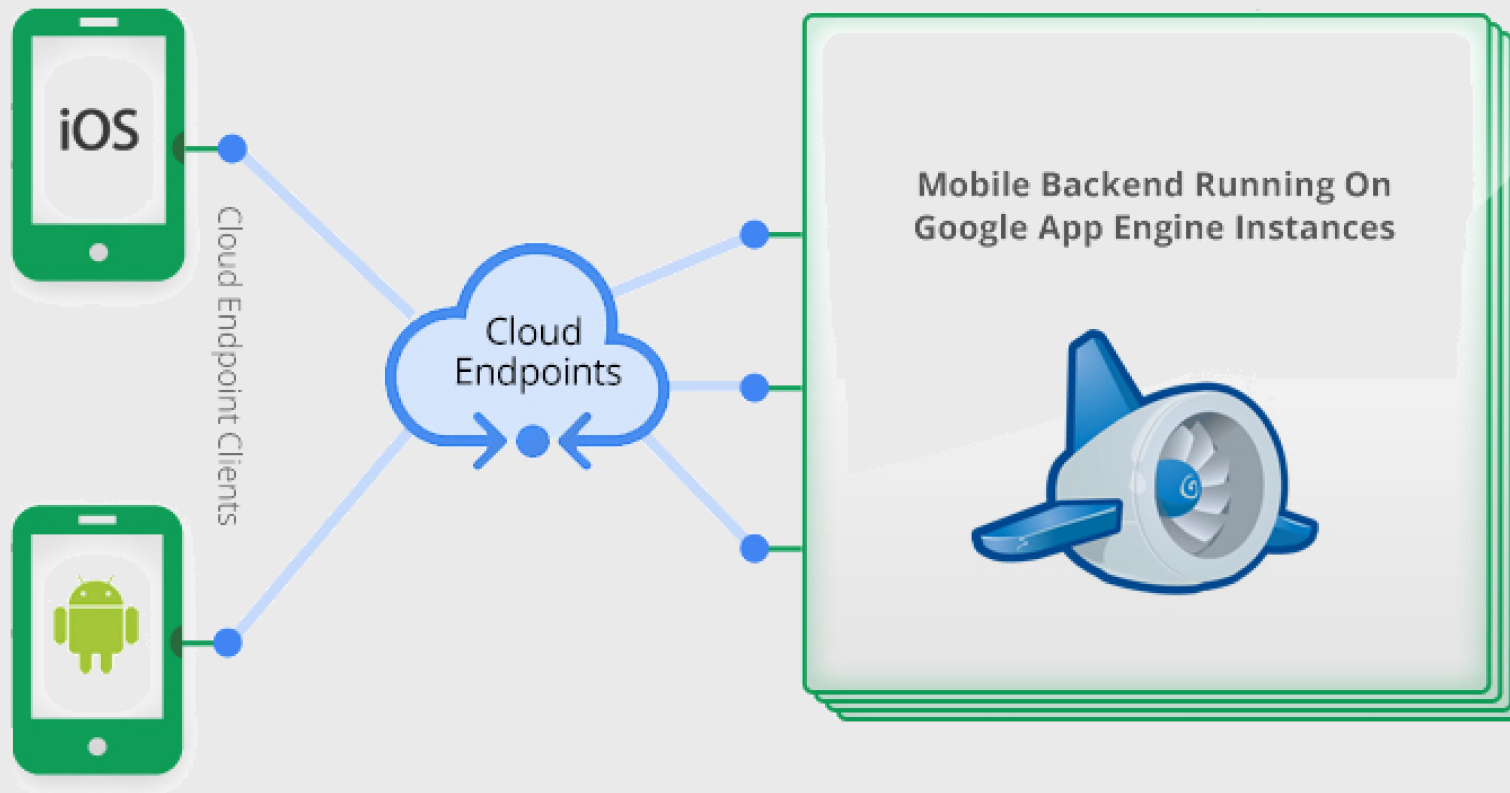 iOS
Cloud Endpoint Clients
Cloud
Endpoints
Mobile Backend Running On
Google App Engine Instances